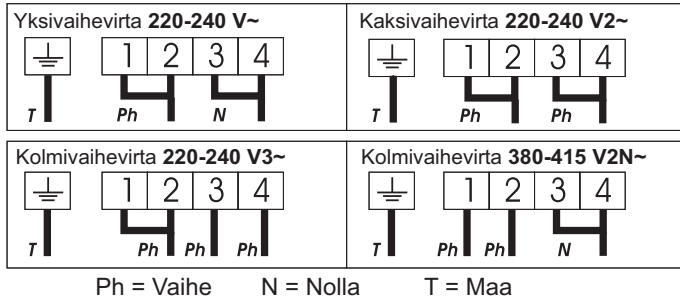 Yksivaihevirta 220-240 V~
1 2 3 4
T Ph N
Kaksivaihevirta 220-240 V2~
1 2 3 4
T Ph Ph
Kolmivaihevirta 220-240 V3~
1 2 3 4
T Ph Ph Ph
Kolmivaihevirta 380-415 V2N~
1 2 3 4
T Ph Ph N
Ph = Vaihe N = Nolla T = Maa